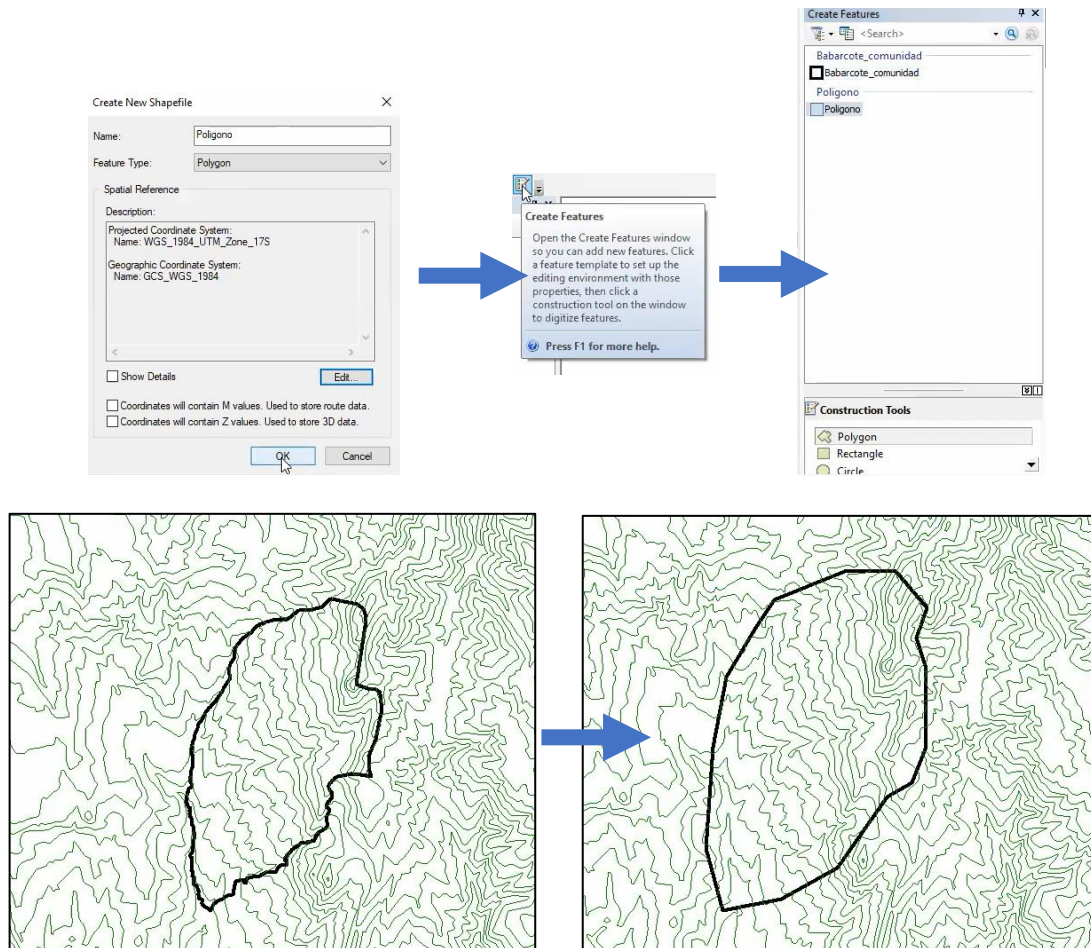 Create New Shapefile
Name:
Poligono
Feature Type:
Polygon
Spatial Reference
Description:
Projected Coordinate System:
Name: WGS_1984_UTM_Zone_17S
Geographic Coordinate System:
Name: GCS_WGS_1984
Show Details
Edit...
Coordinates will contain M values. Used to store route data.
Coordinates will contain Z values. Used to store 3D data.
OK
Cancel
Create Features
Open the Create Features window
so you can add new features. Click
a feature template to set up the
editing environment with those
properties, then click a
construction tool on the window
to digitize features.
Press F1 for more help.
Create Features
<Search>
Babarcote_comunidad
Babarcote_comunidad
Poligono
Poligono
Construction Tools
Polygon
Rectangle
Circle